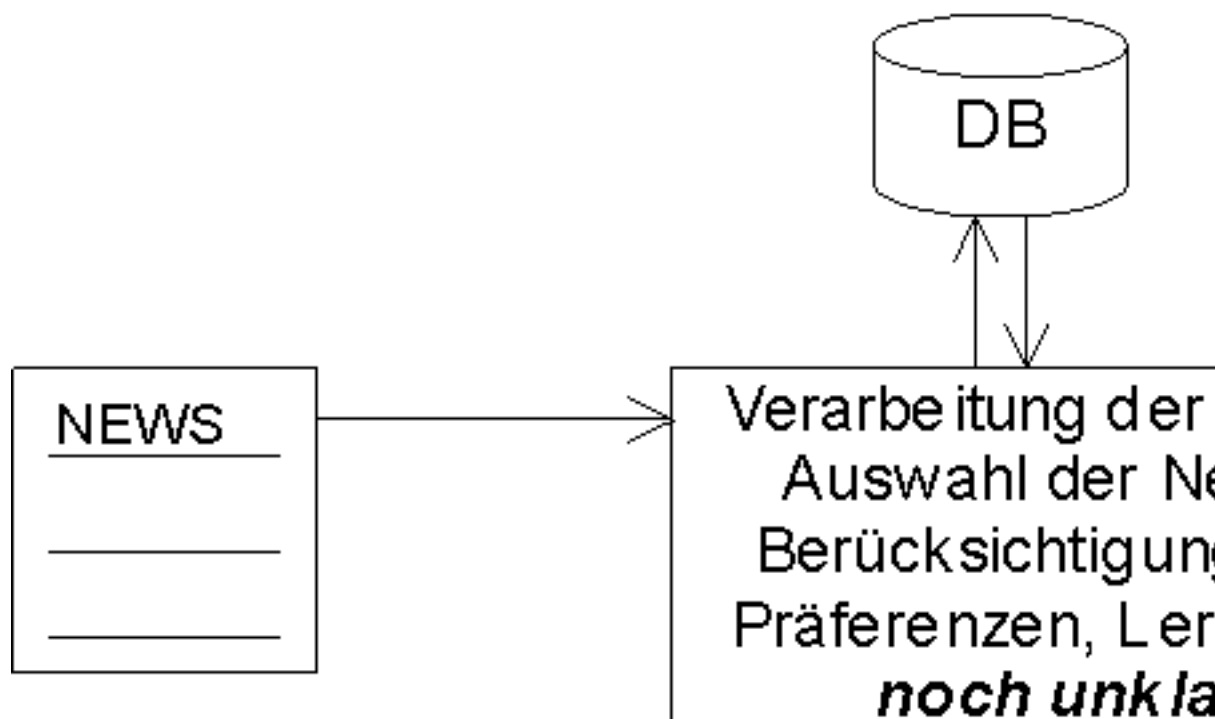 DB
NEWS
Verarbeitung der
Auswahl der Ne
Berücksichtigung
Präferenzen, Ler
noch unkla